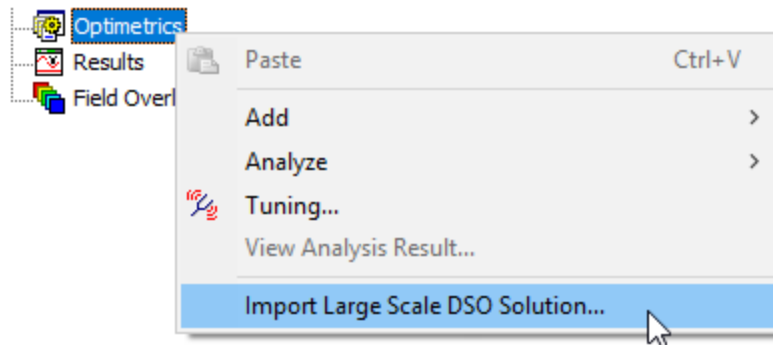 Optimetrics
Results
Field Overl
Paste Ctrl+V
Add
Analyze
Tuning...
View Analysis Result...
Import Large Scale DSO Solution...